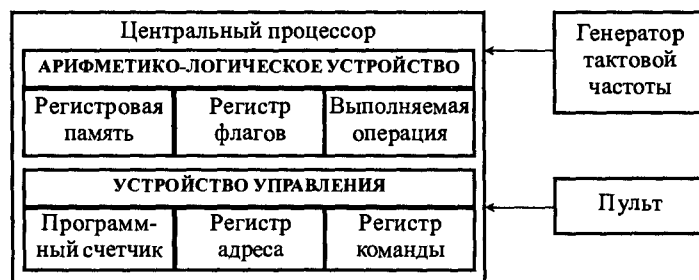 Центральный процессор
АРИФМЕТИКО-ЛОГИЧЕСКОЕ УСТРОЙСТВО
Регистровая
память
Регистр
флагов
Выполняемая
операция
УСТРОЙСТВО УПРАВЛЕНИЯ
Программ-
ный счетчик
Регистр
адреса
Регистр
команды
Генератор
тактовой
частоты
Пульт